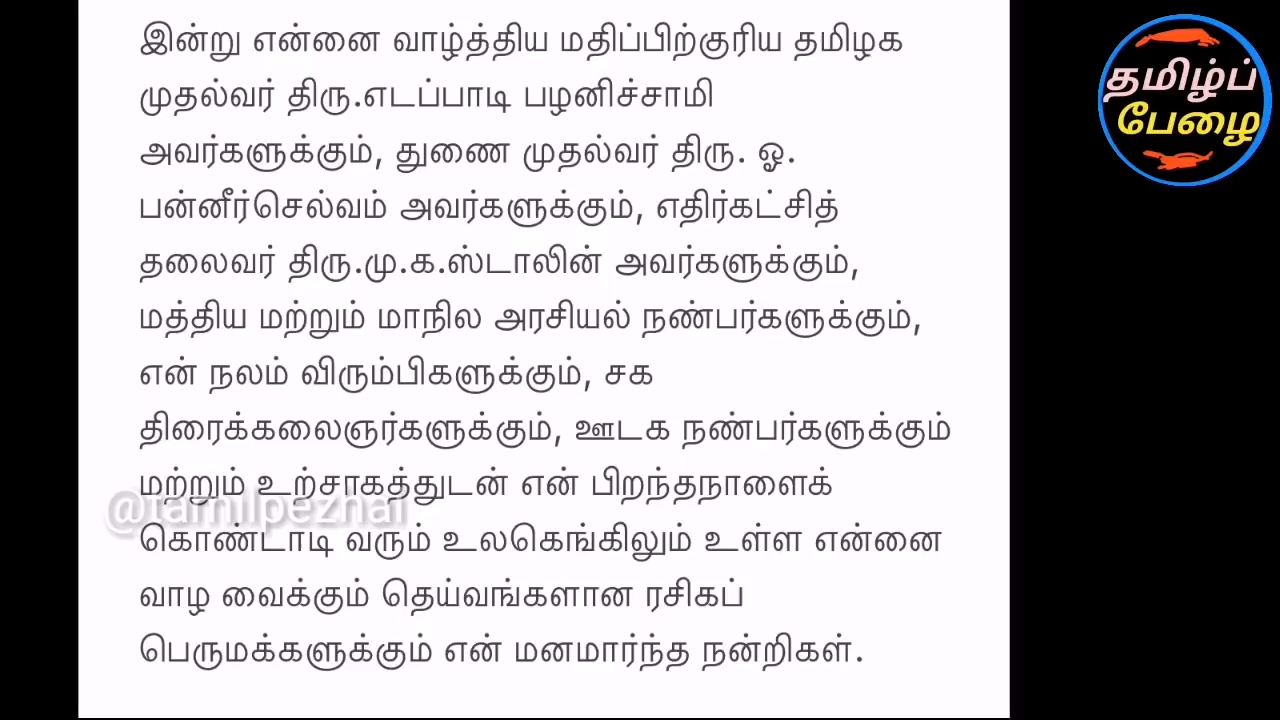 இன்று என்னை வாழ்த்திய மதிப்பிற்குரிய தமிழக
முதல்வர் திரு.எடப்பாடி பழனிச்சாமி
அவர்களுக்கும், துணை முதல்வர் திரு. ஓ.
பன்னீர்செல்வம் அவர்களுக்கும், எதிர்கட்சித்
தலைவர் திரு.மு.க.ஸ்டாலின் அவர்களுக்கும்,
மத்திய மற்றும் மாநில அரசியல் நண்பர்களுக்கும்,
என் நலம் விரும்பிகளுக்கும், சக
திரைக்கலைஞர்களுக்கும், ஊடக நண்பர்களுக்கும்
மற்றும் உற்சாகத்துடன் என் பிறந்தநாளைக்
கொண்டாடி வரும் உலகெங்கிலும் உள்ள என்னை
வாழ வைக்கும் தெய்வங்களான ரசிகப்
பெருமக்களுக்கும் என் மனமார்ந்த நன்றிகள்.
@tamilpezhai
தமிழ்ப்
பேழை